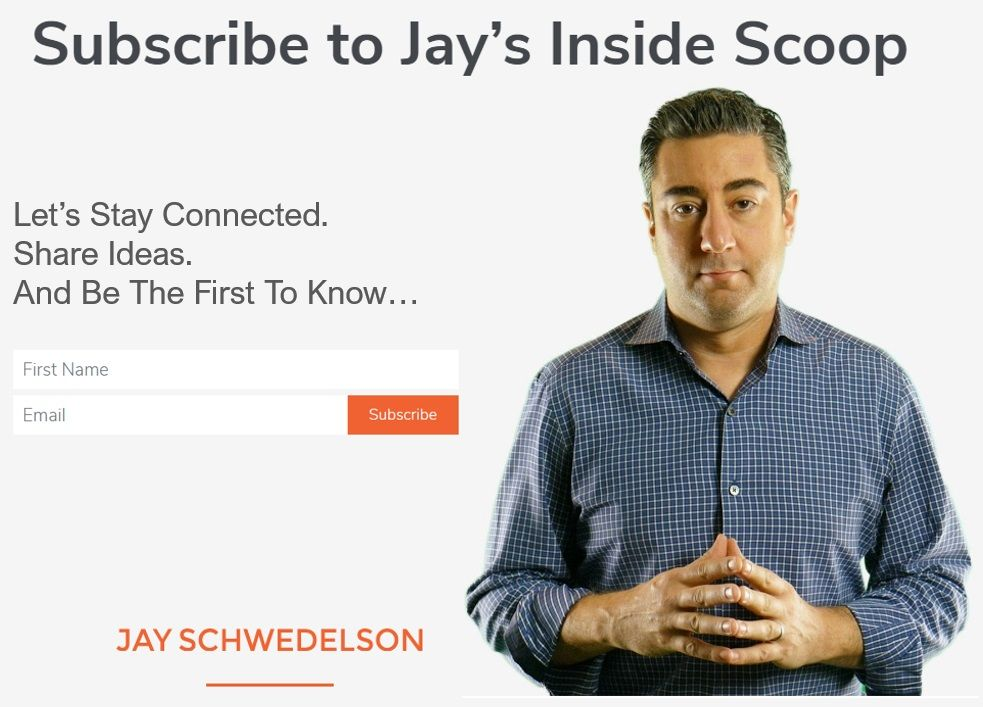 Subscribe to Jay’s Inside Scoop
Let’s Stay Connected.
Share Ideas.
And Be The First To Know…
First Name
Email
Subscribe
JAY SCHWEDELSON